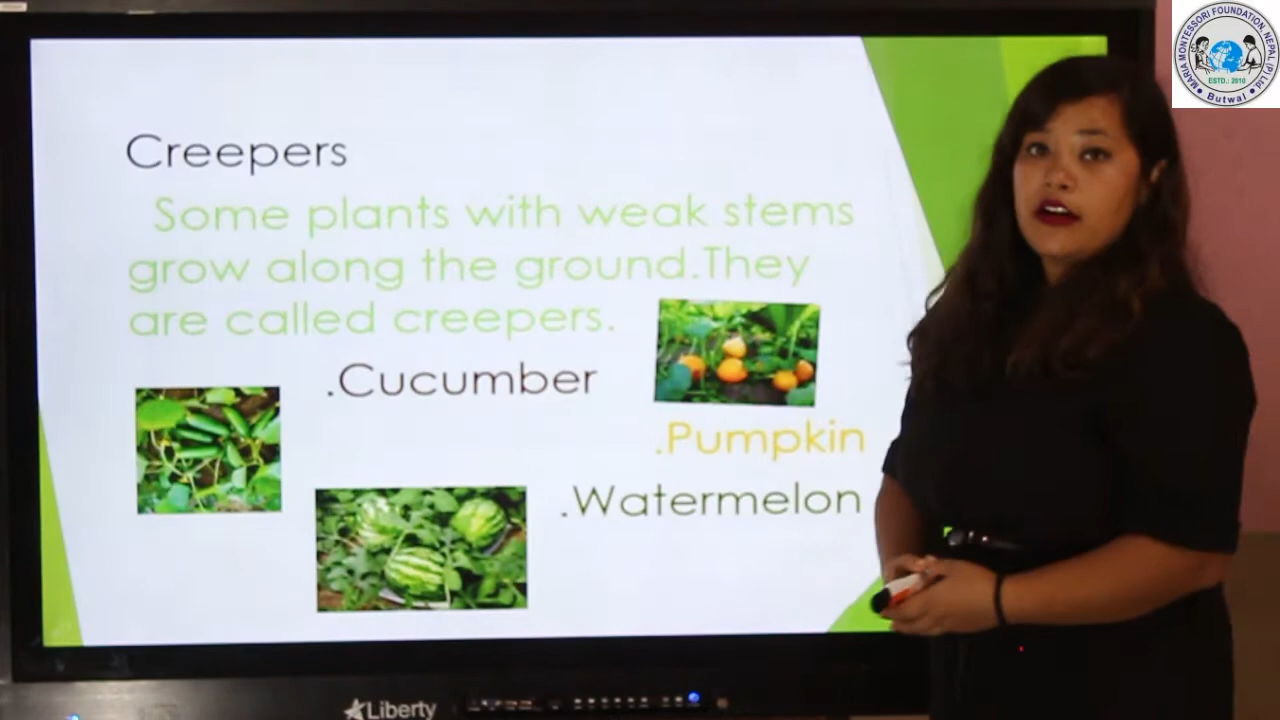 MARIA MONTESSORI FOUNDATION, NEPAL (P) Ltd.
ESTD.: 2010
Butwal
Creepers
Some plants with weak stems
grow along the ground.They
are called creepers.
.Cucumber
.Pumpkin
.Watermelon
Liberty